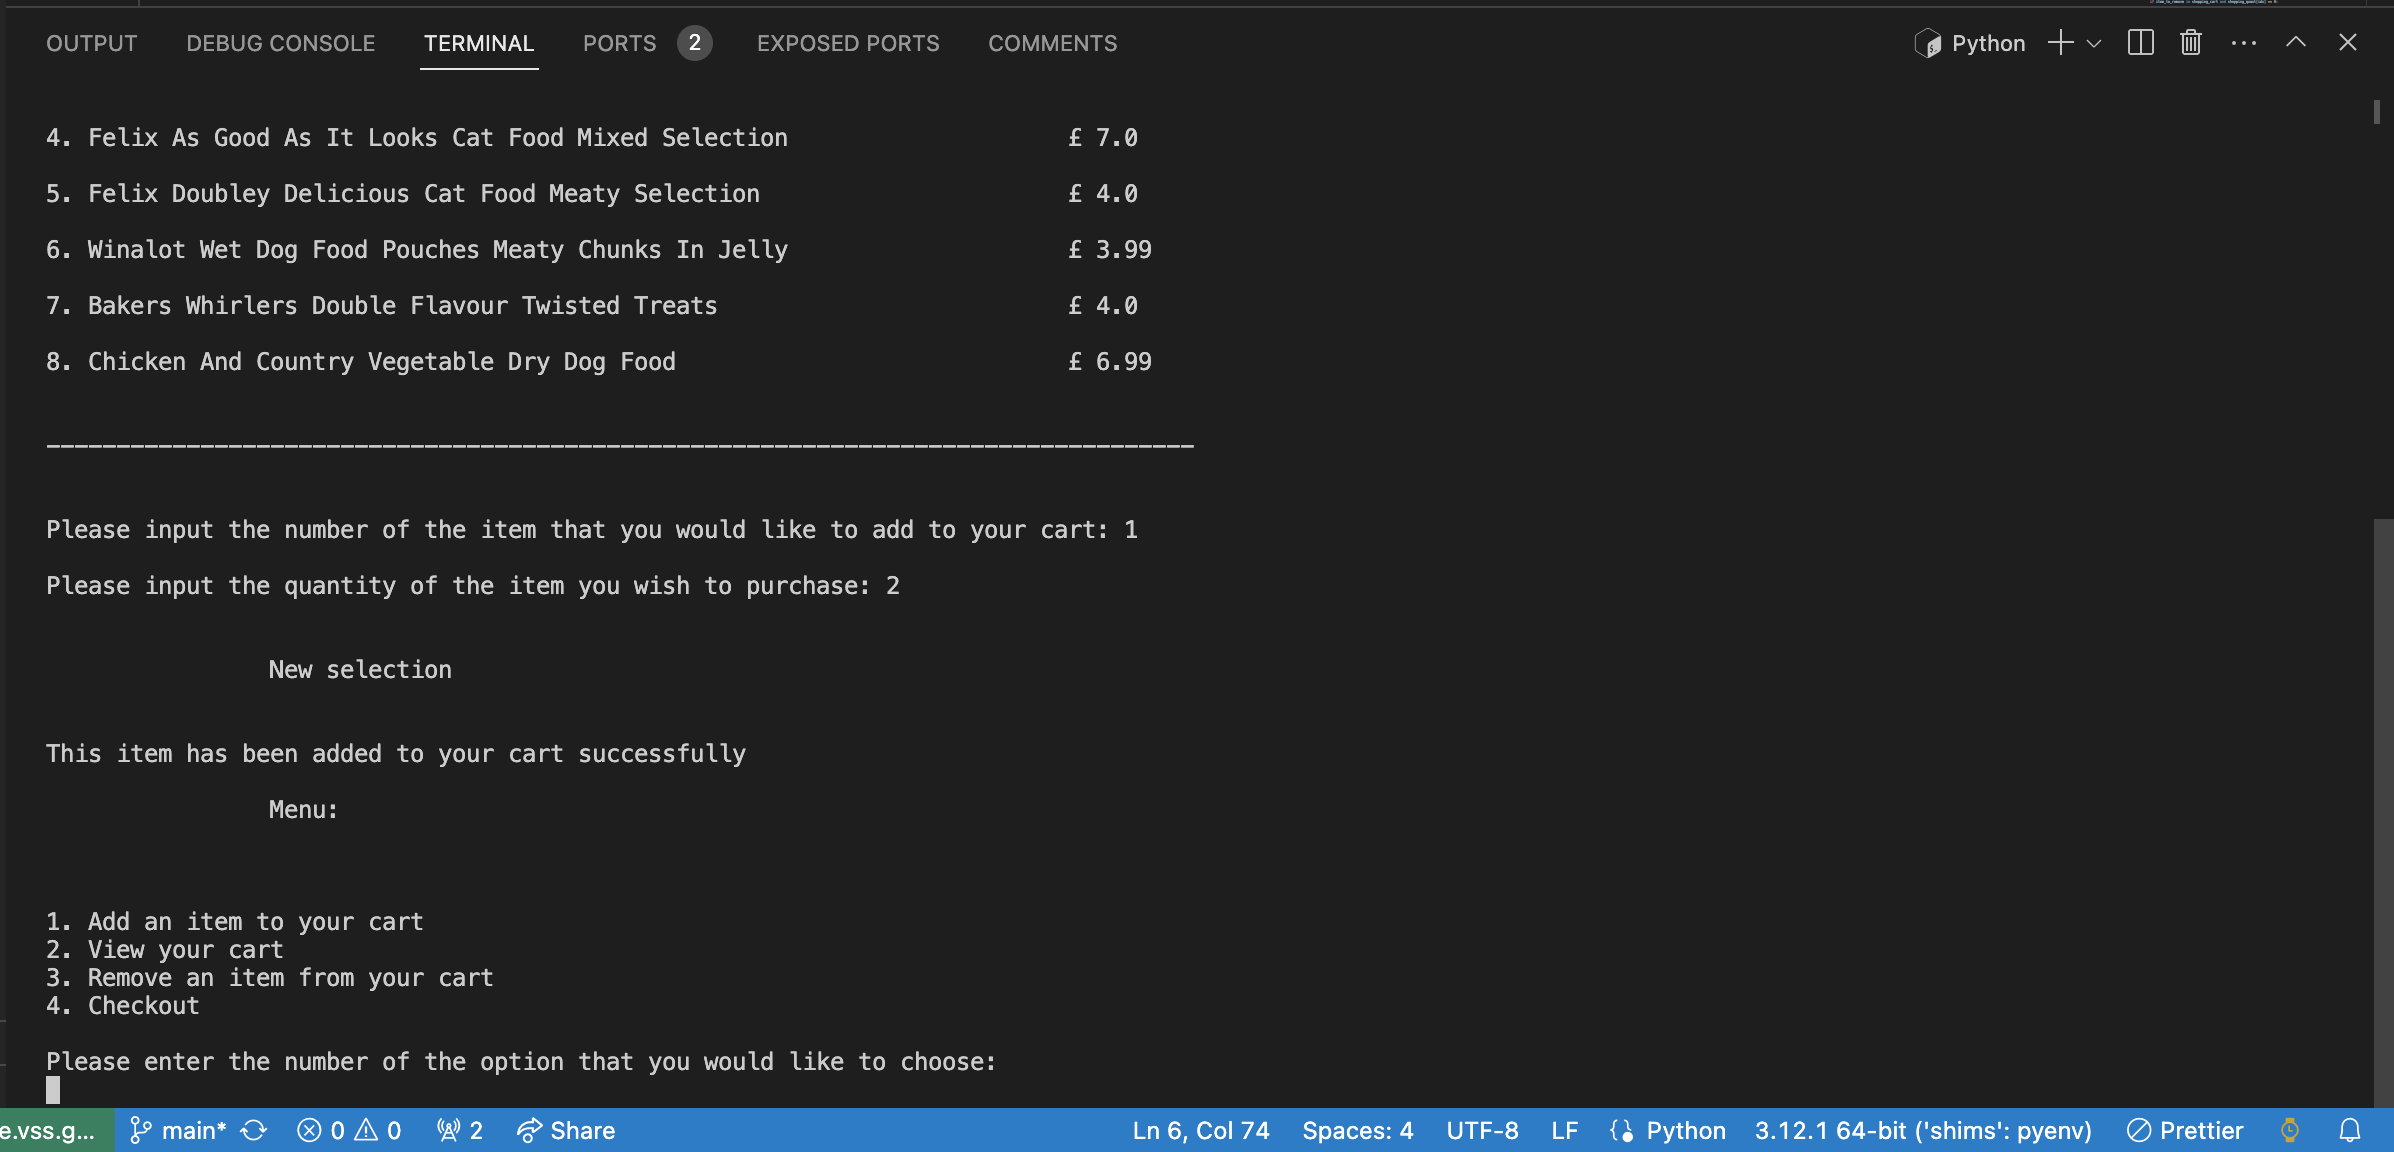 OUTPUT DEBUG CONSOLE TERMINAL PORTS 2 EXPOSED PORTS COMMENTS Python
4. Felix As Good As It Looks Cat Food Mixed Selection £ 7.0
5. Felix Doubley Delicious Cat Food Meaty Selection £ 4.0
6. Winalot Wet Dog Food Pouches Meaty Chunks In Jelly £ 3.99
7. Bakers Whirlers Double Flavour Twisted Treats £ 4.0
8. Chicken And Country Vegetable Dry Dog Food £ 6.99
__________________________________________________________________________________
Please input the number of the item that you would like to add to your cart: 1
Please input the quantity of the item you wish to purchase: 2
New selection
This item has been added to your cart successfully
Menu:
1. Add an item to your cart
2. View your cart
3. Remove an item from your cart
4. Checkout
Please enter the number of the option that you would like to choose:
e.vss.g... main* 0 0 2 Share Ln 6, Col 74 Spaces: 4 UTF-8 LF Python 3.12.1 64-bit ('shims': pyenv) Prettier